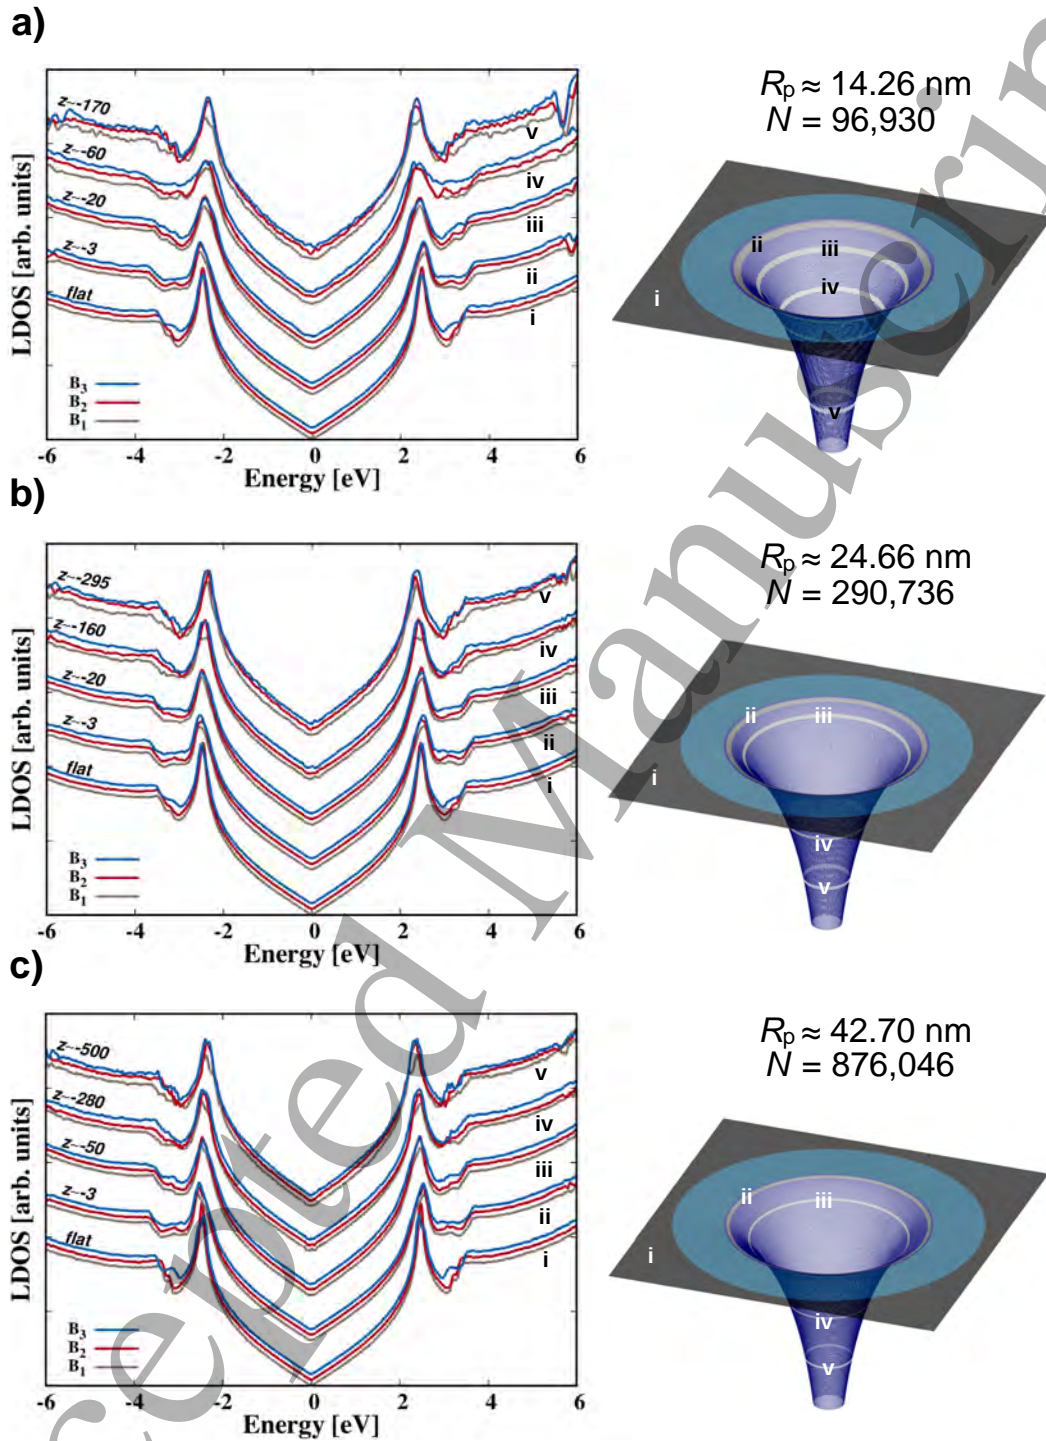 a)
LDOS [arb. units]
z~-170
z~-60
z~-20
z~-3
flat
v
iv
iii
ii
i
B3
B2
B1
-6 -4 -2 0 2 4 6
Energy [eV]
Rp ≈ 14.26 nm
N = 96,930
i
ii
iii
iv
v
b)
LDOS [arb. units]
z~-295
z~-160
z~-20
z~-3
flat
v
iv
iii
ii
i
B3
B2
B1
-6 -4 -2 0 2 4 6
Energy [eV]
Rp ≈ 24.66 nm
N = 290,736
i
ii
iii
iv
v
c)
LDOS [arb. units]
z~-500
z~-280
z~-50
z~-3
flat
v
iv
iii
ii
i
B3
B2
B1
-6 -4 -2 0 2 4 6
Energy [eV]
Rp ≈ 42.70 nm
N = 876,046
i
ii
iii
iv
v
cepted Manuscrip